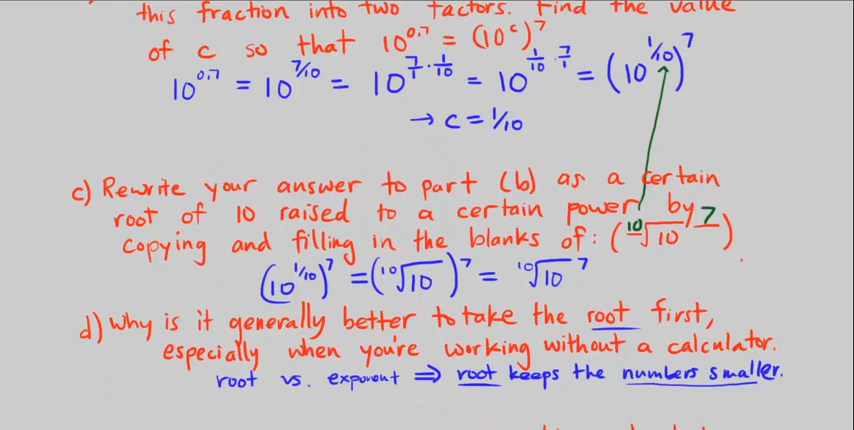 this fraction into two factors. Find the value
of c so that 10^0.7 = (10^c)^7
10^0.7 = 10^7/10 = 10^(7/1 · 1/10) = 10^(1/10 · 7/1) = (10^1/10)^7
→ c = 1/10
c) Rewrite your answer to part (b) as a certain
root of 10 raised to a certain power by
copying and filling in the blanks of: (¹⁰√10^7)
(10^1/10)^7 = (¹⁰√10)^7 = ¹⁰√10^7
d) Why is it generally better to take the root first,
especially when you're working without a calculator.
root vs. exponent ⇒ root keeps the numbers smaller.